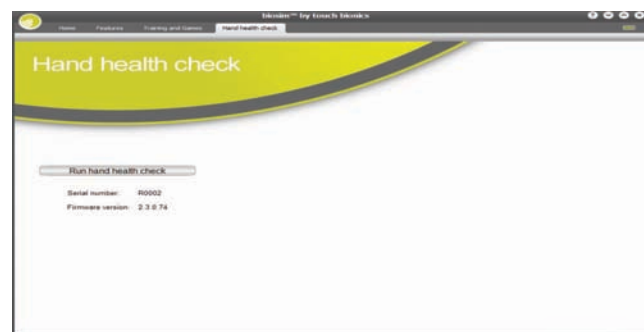 biosim™ by touch bionics
Home Features Training and Games Hand health check
Hand health check
Run hand health check
Serial number: R0002
Firmware version: 2.3.0.74